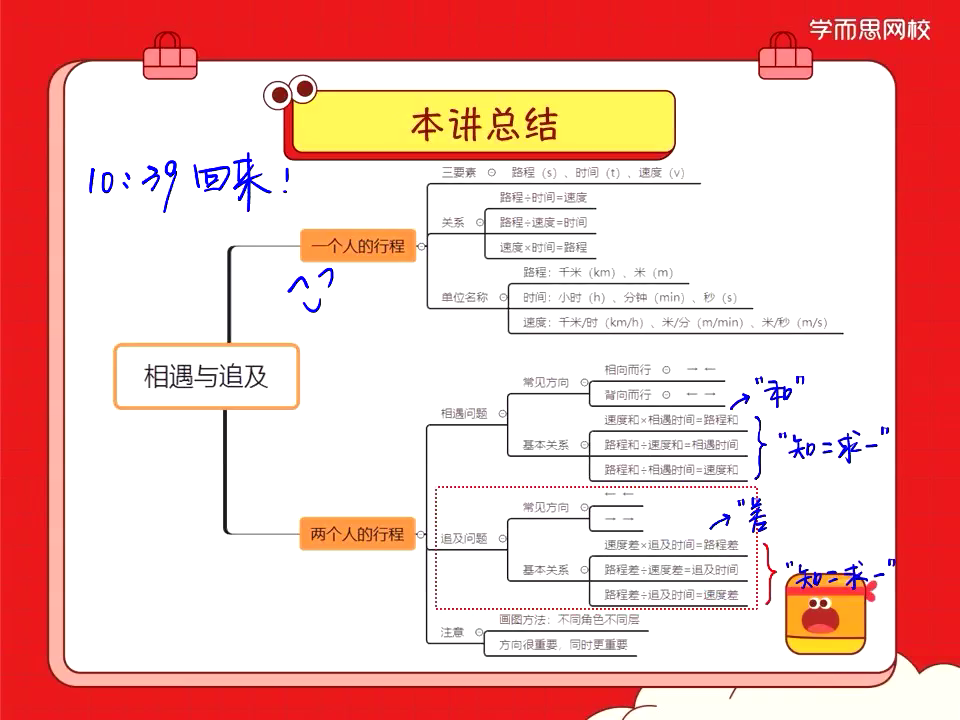 学而思网校
本讲总结
10:39 回来!
三要素 路程（s）、时间（t）、速度（v）
关系
路程÷时间=速度
路程÷速度=时间
速度×时间=路程
一个人的行程
单位名称
路程：千米（km）、米（m）
时间：小时（h）、分钟（min）、秒（s）
速度：千米/时（km/h）、米/分（m/min）、米/秒（m/s）
相遇与追及
两个人的行程
相遇问题
常见方向
相向而行 → ←
背向而行 ← →
"和"
基本关系
速度和×相遇时间=路程和
路程和÷速度和=相遇时间
路程和÷相遇时间=速度和
"知二求一"
追及问题
常见方向
← ←
→ →
"差
基本关系
速度差×追及时间=路程差
路程差÷速度差=追及时间
路程差÷追及时间=速度差
"知二求一"
注意
画图方法：不同角色不同层
方向很重要，同时更重要